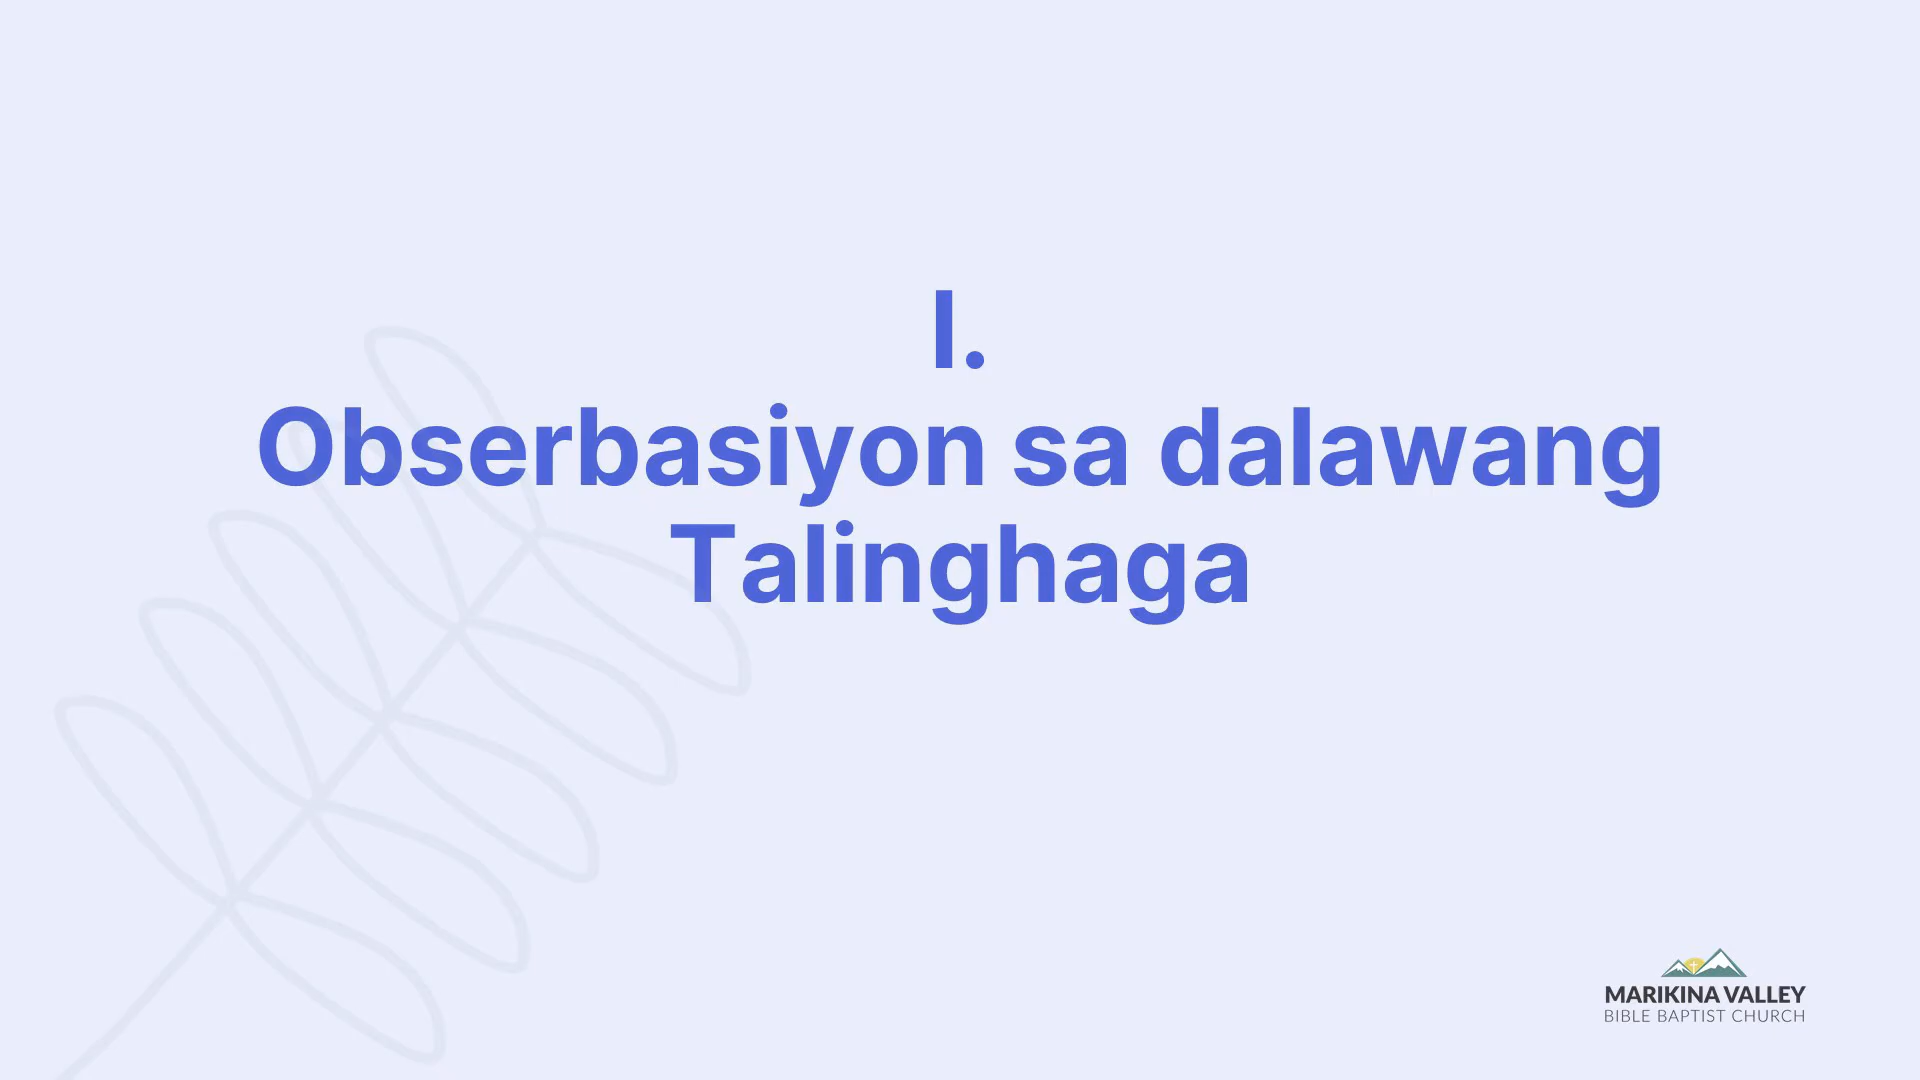 I.
Obserbasiyon sa dalawang
Talinghaga
MARIKINA VALLEY
BIBLE BAPTIST CHURCH